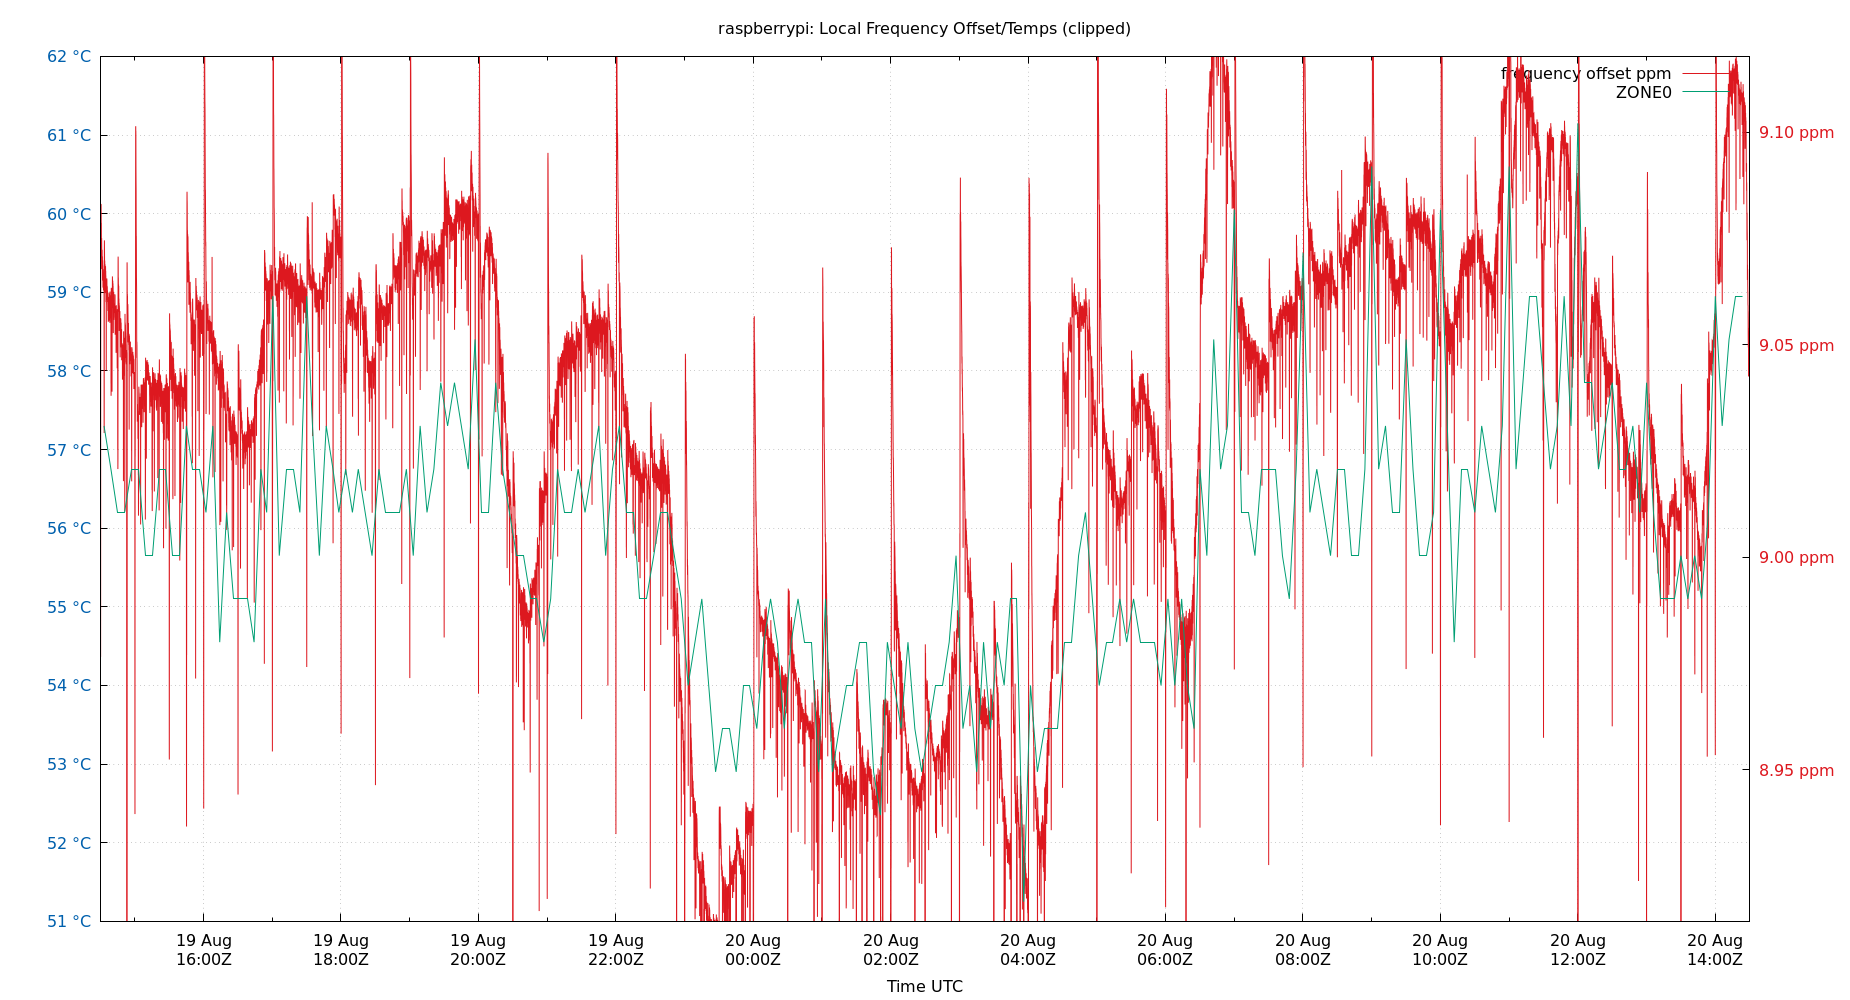 raspberrypi: Local Frequency Offset/Temps (clipped)
62 °C
61 °C
60 °C
59 °C
58 °C
57 °C
56 °C
55 °C
54 °C
53 °C
52 °C
51 °C
frequency offset ppm
ZONE0
9.10 ppm
9.05 ppm
9.00 ppm
8.95 ppm
19 Aug
16:00Z
19 Aug
18:00Z
19 Aug
20:00Z
19 Aug
22:00Z
20 Aug
00:00Z
20 Aug
02:00Z
20 Aug
04:00Z
20 Aug
06:00Z
20 Aug
08:00Z
20 Aug
10:00Z
20 Aug
12:00Z
20 Aug
14:00Z
Time UTC